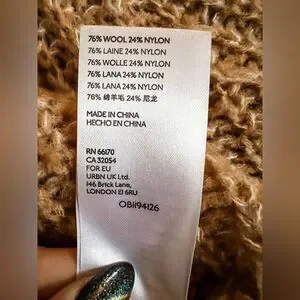 76% WOOL 24% NYLON
76% LAINE 24% NYLON
76% WOLLE 24% NYLON
76% LANA 24% NYLON
76% LANA 24% NYLON
76% 綿羊毛 24% 尼龙
MADE IN CHINA
HECHO EN CHINA
RN 66170
CA 32054
FOR EU
URBN UK Ltd.
146 Brick Lane,
LONDON E1 6RU
OB1194126